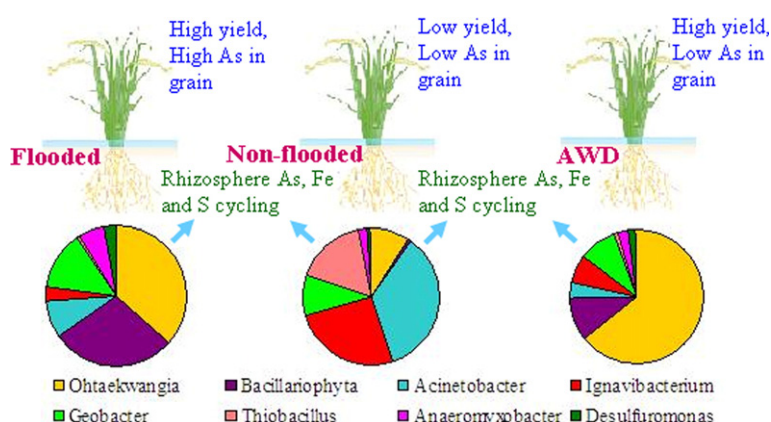 High yield,
High As in
grain
Low yield,
Low As in
grain
High yield,
Low As in
grain
Flooded
Non-flooded
AWD
Rhizosphere As, Fe
and S cycling
Rhizosphere As, Fe
and S cycling
Ohtaekwangia
Bacillariophyta
Acinetobacter
Ignavibacterium
Geobacter
Thiobacillus
Anaeromyxobacter
Desulfuromonas